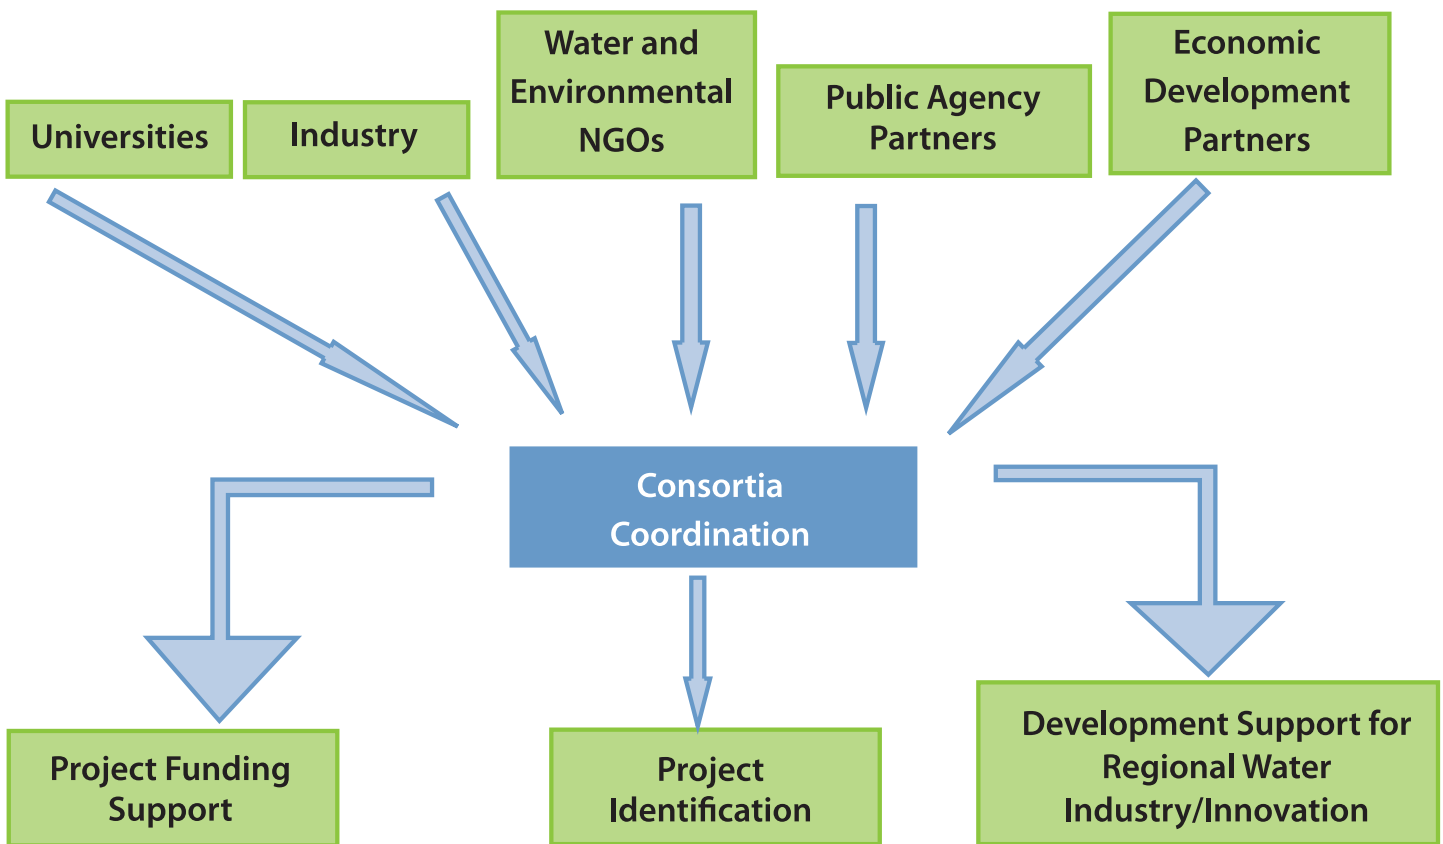 Universities
Industry
Water and
Environmental
NGOs
Public Agency
Partners
Economic
Development
Partners
Consortia
Coordination
Project Funding
Support
Project
Identification
Development Support for
Regional Water
Industry/Innovation